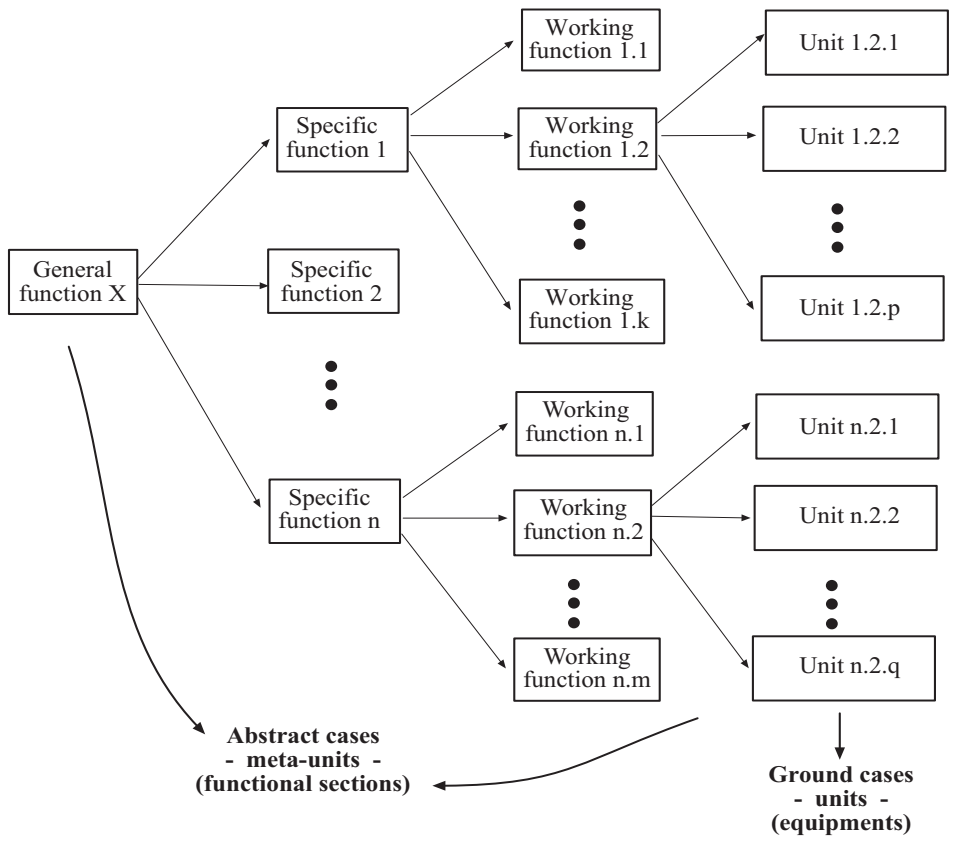 Working
function 1.1
Unit 1.2.1
Specific
function 1
Working
function 1.2
Unit 1.2.2
General
function X
Specific
function 2
Working
function 1.k
Unit 1.2.p
Working
function n.1
Unit n.2.1
Specific
function n
Working
function n.2
Unit n.2.2
Working
function n.m
Unit n.2.q
Abstract cases
- meta-units -
(functional sections)
Ground cases
- units -
(equipments)